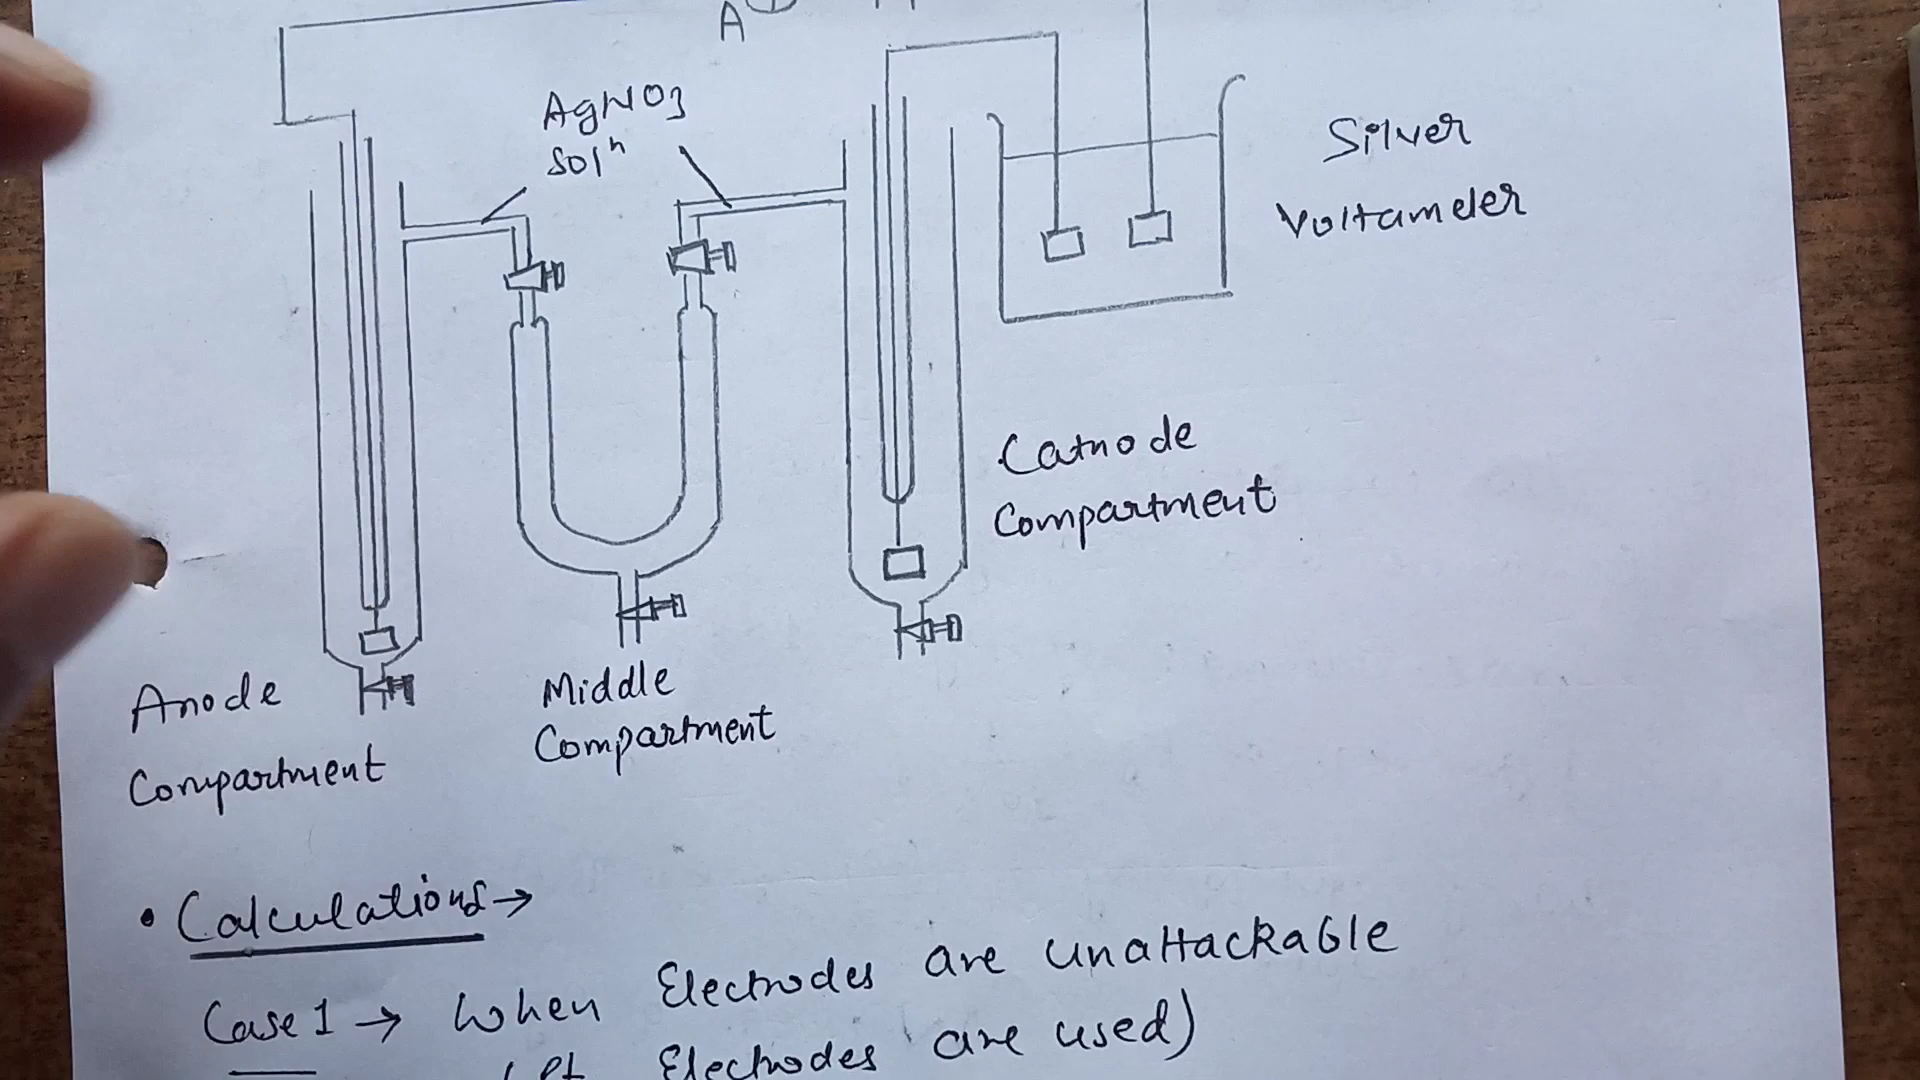 A
AgNO3
Solⁿ
Silver
Voltameter
Cathode
Compartment
Anode
Compartment
Middle
Compartment
• Calculations →
Case 1 → When Electrodes are unattackable
(Pt Electrodes are used)